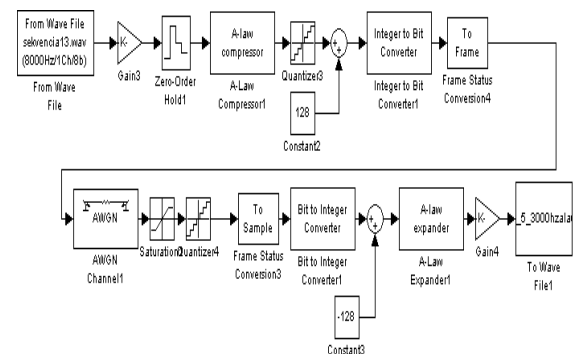 From Wave File
sekvencia13.wav
(8000Hz/1Ch/8b)
From Wave
File
K-
Gain3
Zero-Order
Hold1
A-law
compressor
A-Law
Compressor1
Quantizer3
128
Constant2
Integer to Bit
Converter
Integer to Bit
Converter1
To
Frame
Frame Status
Conversion4
AWGN
AWGN
Channel1
Saturation2
Quantizer4
To
Sample
Frame Status
Conversion3
Bit to Integer
Converter
Bit to Integer
Converter1
-128
Constant3
A-law
expander
A-Law
Expander1
K-
Gain4
_5_3000hzalaw
To Wave
File1